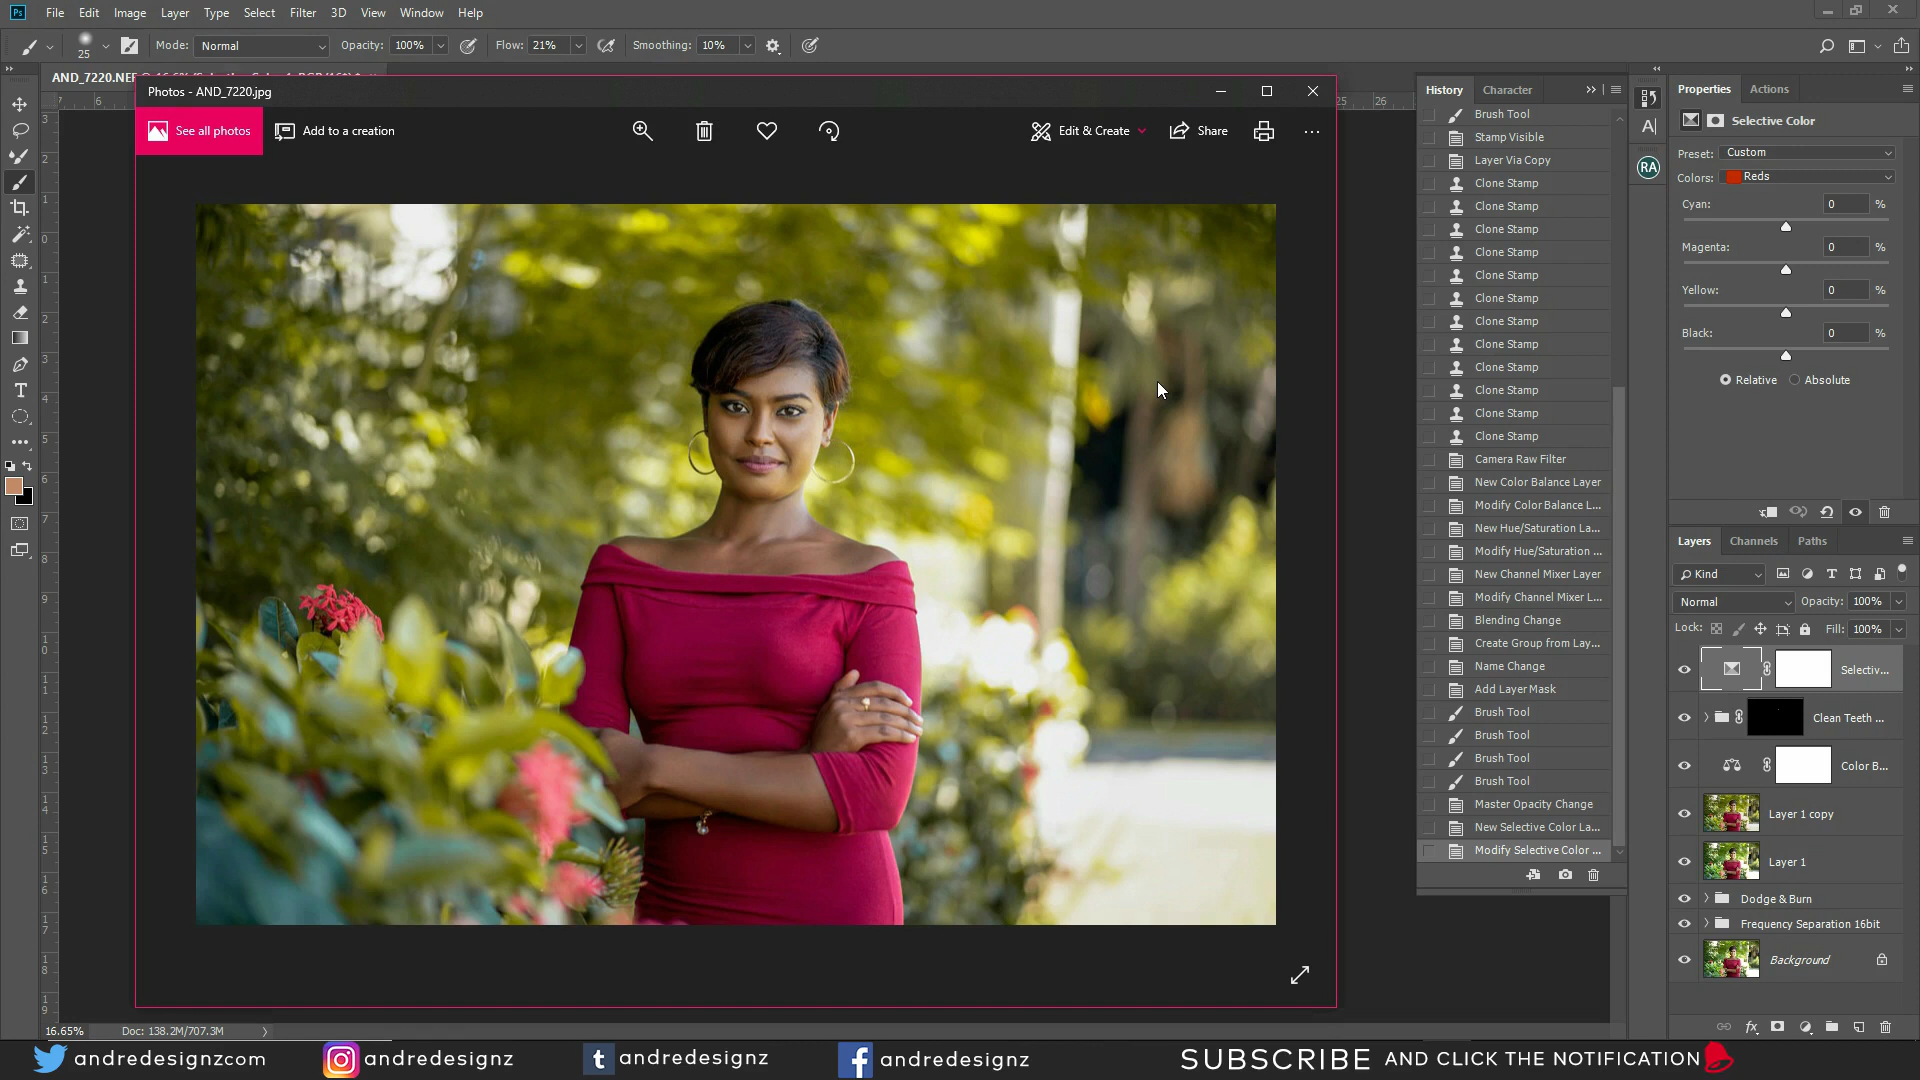 Ps File Edit Image Layer Type Select Filter 3D View Window Help
25 Mode: Normal Opacity: 100% Flow: 21% Smoothing: 10%
Photos - AND_7220.jpg
See all photos
Add to a creation
Edit & Create
Share
History Character
Brush Tool
Stamp Visible
Layer Via Copy
Clone Stamp
Clone Stamp
Clone Stamp
Clone Stamp
Clone Stamp
Clone Stamp
Clone Stamp
Clone Stamp
Clone Stamp
Clone Stamp
Clone Stamp
Clone Stamp
Camera Raw Filter
New Color Balance Layer
Modify Color Balance L...
New Hue/Saturation La...
Modify Hue/Saturation ...
New Channel Mixer Layer
Modify Channel Mixer L...
Blending Change
Create Group from Lay...
Name Change
Add Layer Mask
Brush Tool
Brush Tool
Brush Tool
Brush Tool
Master Opacity Change
New Selective Color La...
Modify Selective Color ...
A|
RA
Properties Actions
Selective Color
Preset: Custom
Colors: Reds
Cyan: 0 %
Magenta: 0 %
Yellow: 0 %
Black: 0 %
Relative Absolute
Layers Channels Paths
Kind
Normal Opacity: 100%
Lock: Fill: 100%
Selectiv...
Clean Teeth ...
Color B...
Layer 1 copy
Layer 1
Dodge & Burn
Frequency Separation 16bit
Background
16.65% Doc: 138.2M/707.3M
andredesignzcom andredesignz andredesignz andredesignz SUBSCRIBE AND CLICK THE NOTIFICATION